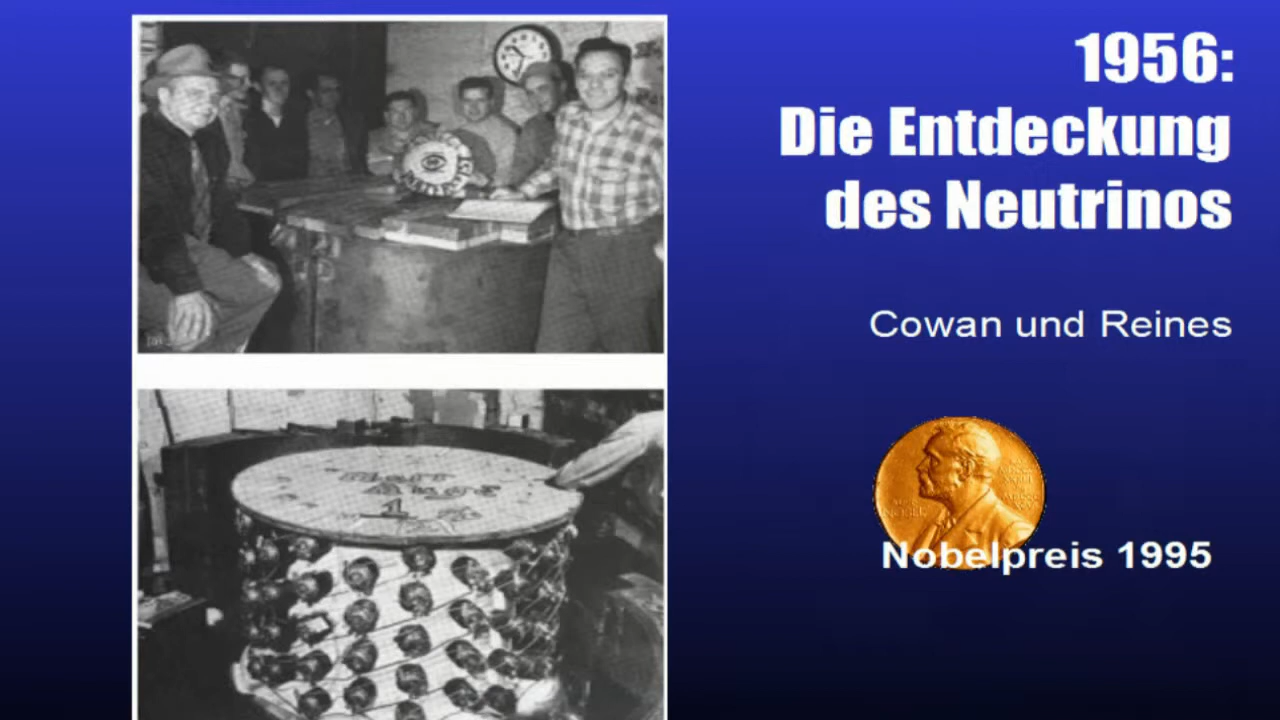 1956:
Die Entdeckung
des Neutrinos
Cowan und Reines
Nobelpreis 1995